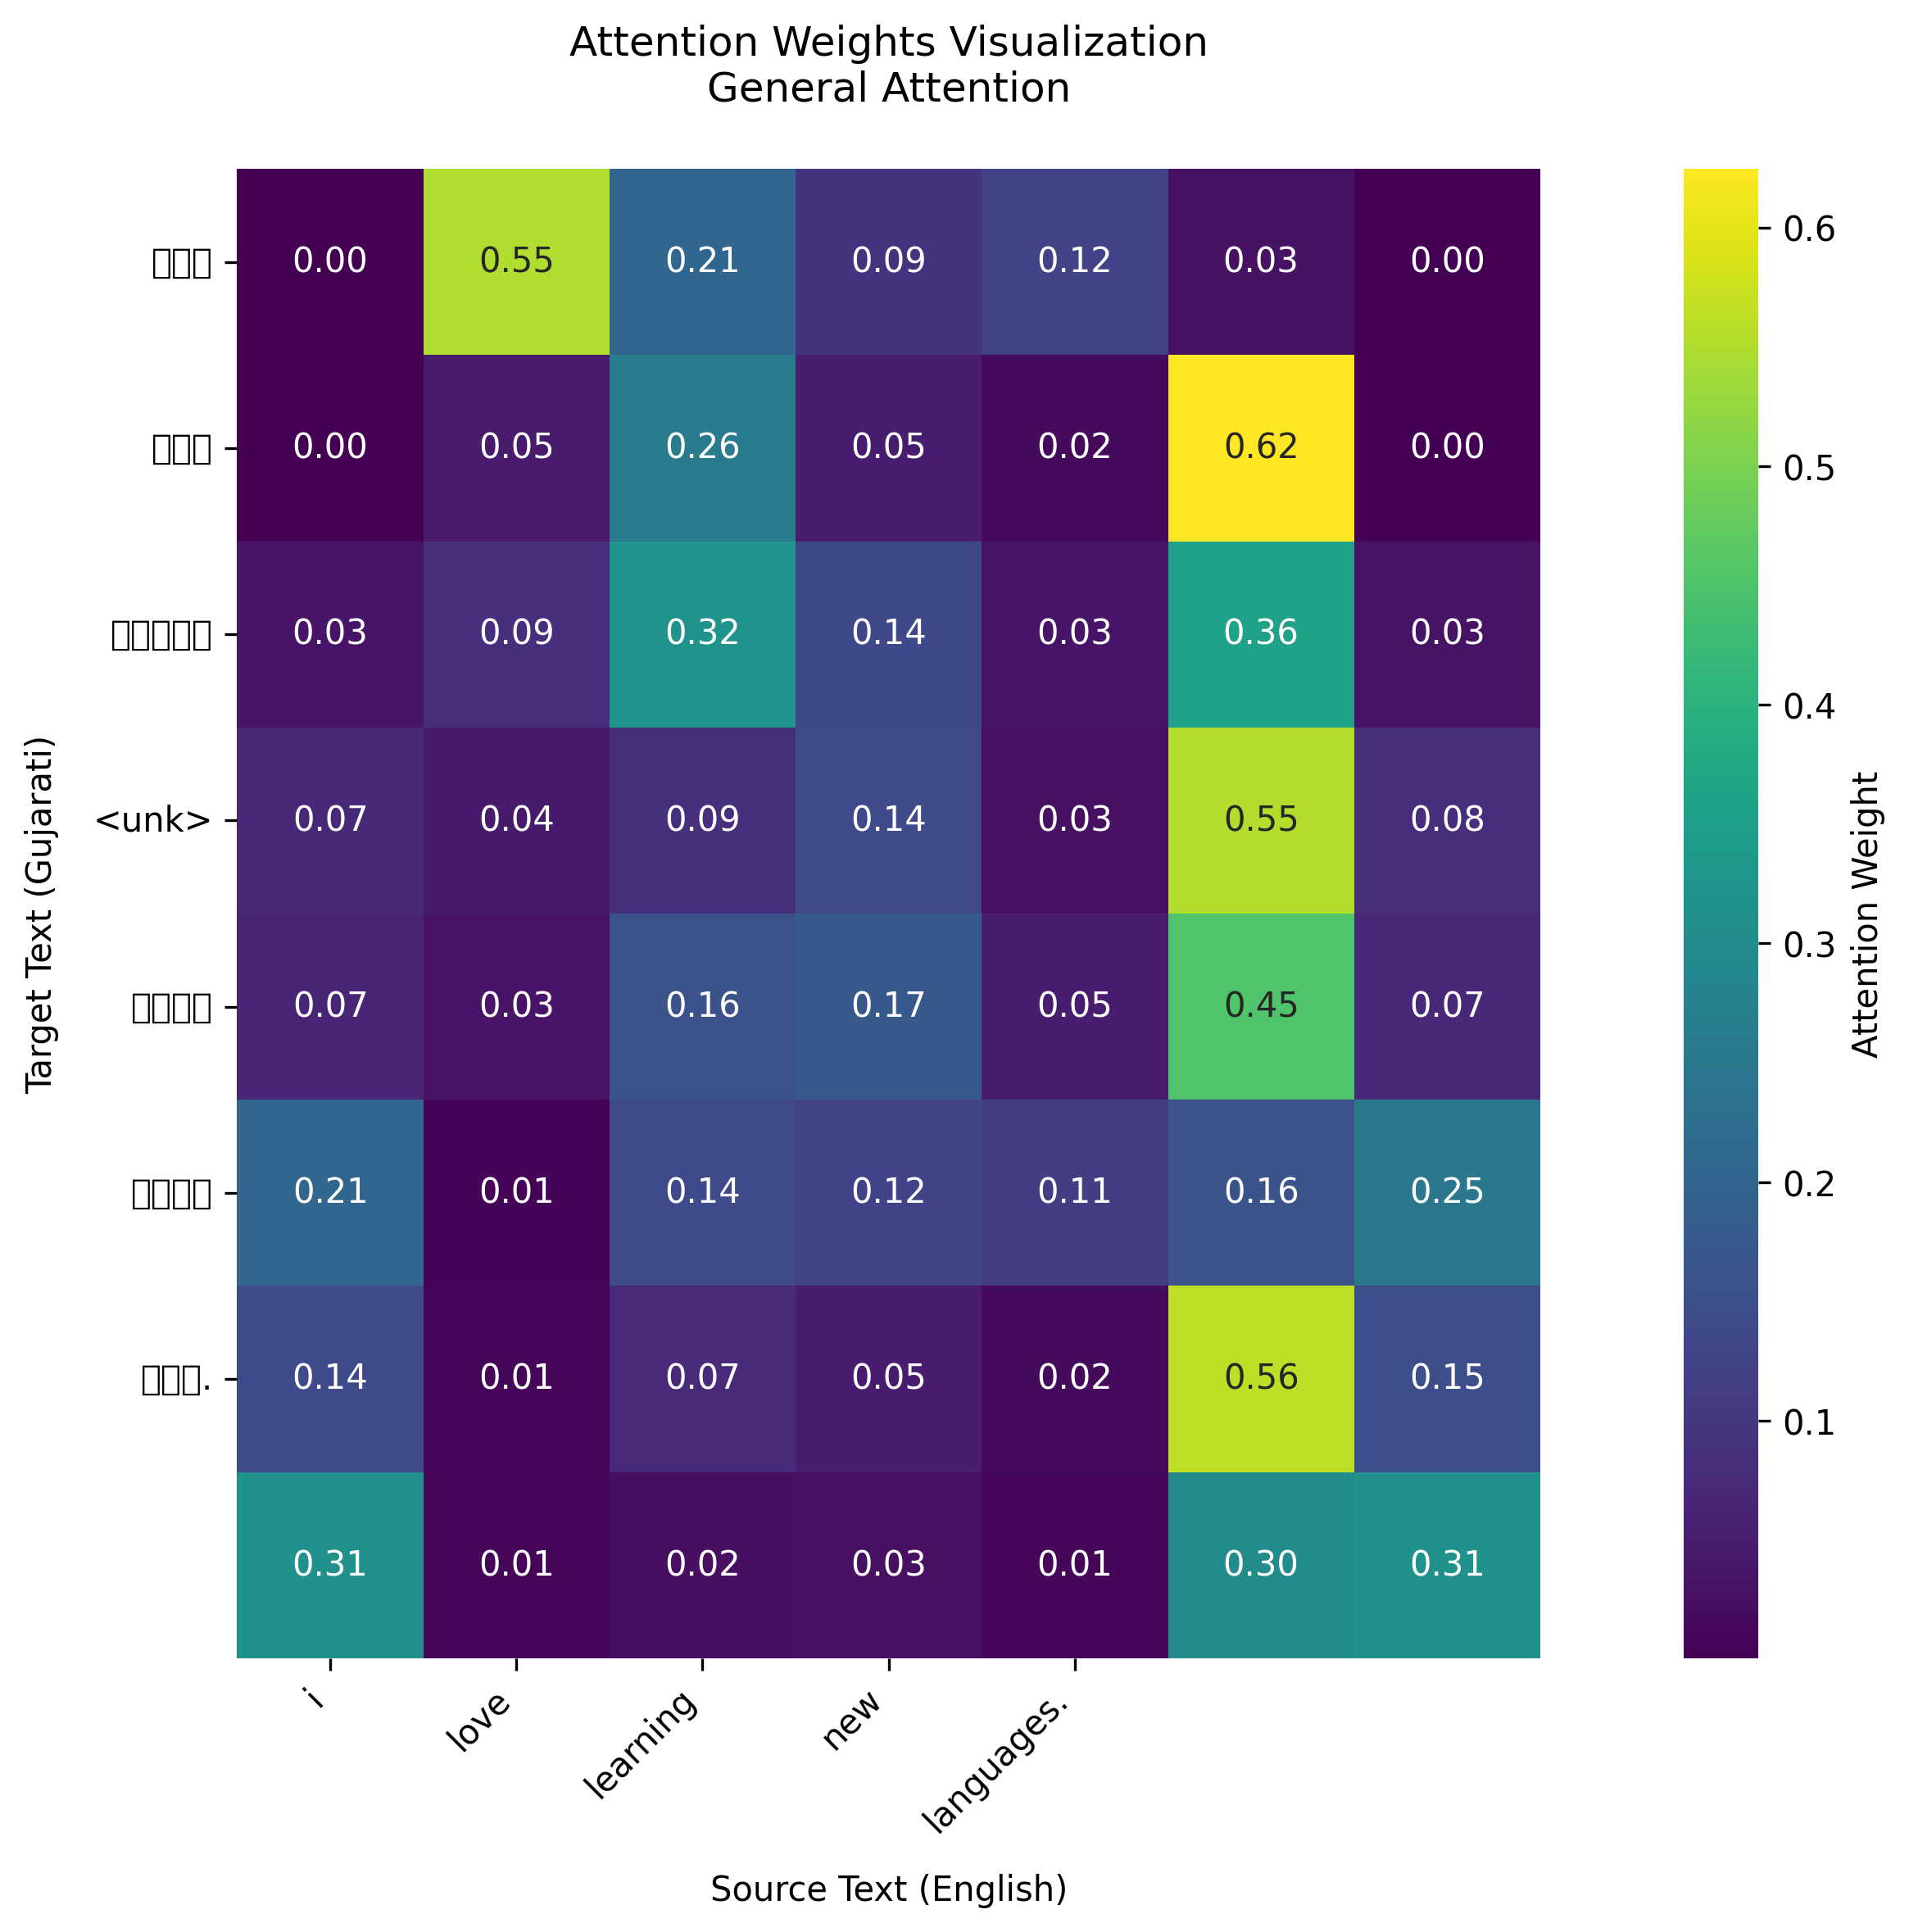 Attention Weights Visualization
General Attention
0.00 0.55 0.21 0.09 0.12 0.03 0.00
0.00 0.05 0.26 0.05 0.02 0.62 0.00
0.03 0.09 0.32 0.14 0.03 0.36 0.03
<unk> 0.07 0.04 0.09 0.14 0.03 0.55 0.08
0.07 0.03 0.16 0.17 0.05 0.45 0.07
0.21 0.01 0.14 0.12 0.11 0.16 0.25
0.14 0.01 0.07 0.05 0.02 0.56 0.15
0.31 0.01 0.02 0.03 0.01 0.30 0.31
i love learning new languages.
Source Text (English)
Target Text (Gujarati)
0.6
0.5
0.4
0.3
0.2
0.1
Attention Weight